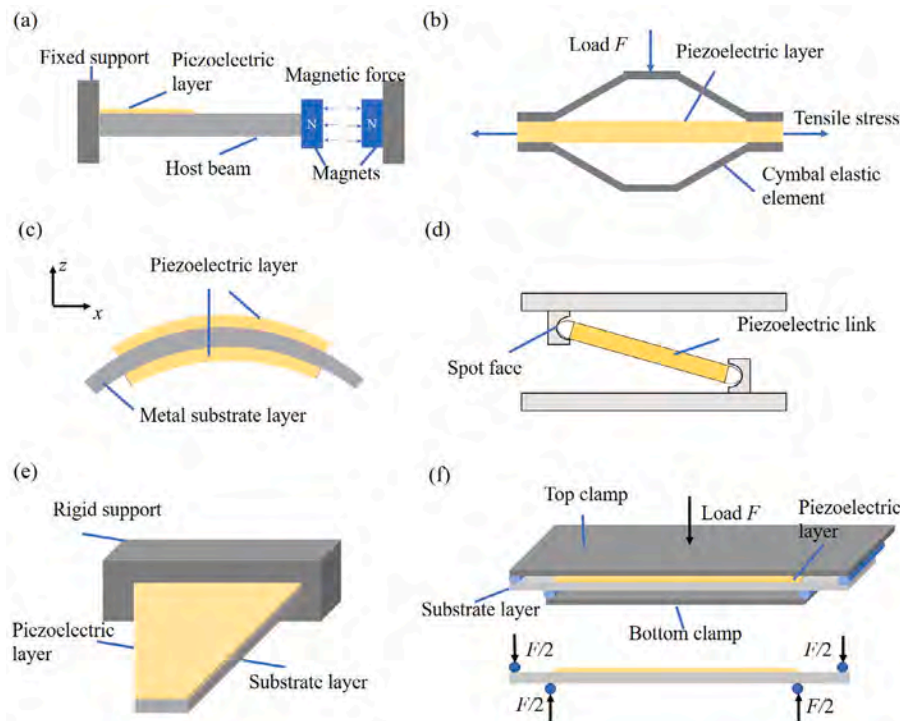 (a)
Fixed support
Piezoelectric
layer
Magnetic force
N
N
Host beam
Magnets
(b)
Load F
Piezoelectric layer
Tensile stress
Cymbal elastic
element
(c)
z
x
Piezoelectric layer
Metal substrate layer
(d)
Piezoelectric link
Spot face
(e)
Rigid support
Piezoelectric
layer
Substrate layer
(f)
Top clamp
Load F
Piezoelectric
layer
Substrate layer
Bottom clamp
F/2
F/2
F/2
F/2